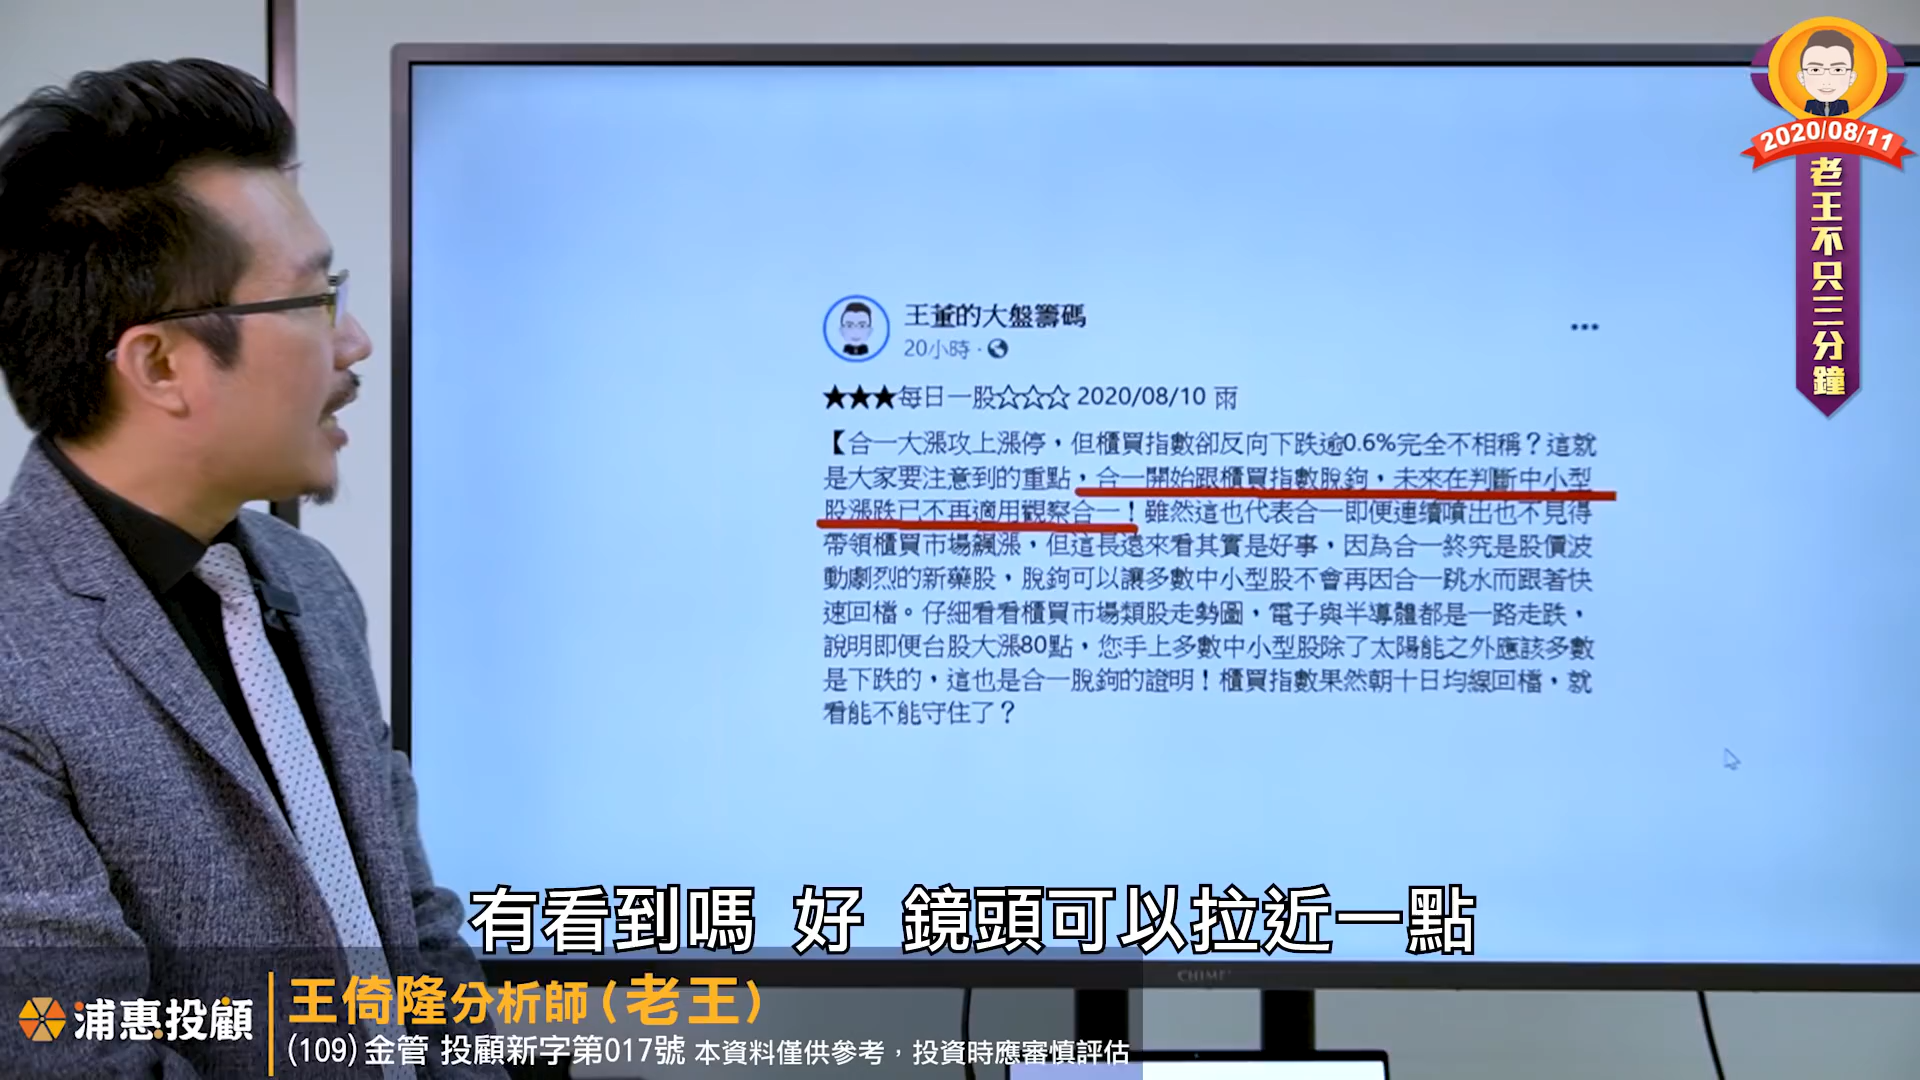 2020/08/11
老王不只三分鐘
王董的大盤籌碼
20小時
★★★每日一股☆☆☆ 2020/08/10 雨
【合一大漲攻上漲停，但櫃買指數卻反向下跌逾0.6%完全不相稱？這就
是大家要注意到的重點，合一開始跟櫃買指數脫鉤，未來在判斷中小型
股漲跌已不再適用觀察合一！雖然這也代表合一即便連續噴出也不見得
帶領櫃買市場飆漲，但這長遠來看其實是好事，因為合一終究是股價波
動劇烈的新藥股，脫鉤可以讓多數中小型股不會再因合一跳水而跟著快
速回檔。仔細看看櫃買市場類股走勢圖，電子與半導體都是一路走跌，
說明即便台股大漲80點，您手上多數中小型股除了太陽能之外應該多數
是下跌的，這也是合一脫鉤的證明！櫃買指數果然朝十日均線回檔，就
看能不能守住了？
有看到嗎 好 鏡頭可以拉近一點
CHIMEI
浦惠投顧
王倚隆分析師(老王)
(109)金管 投顧新字第017號 本資料僅供參考，投資時應審慎評估